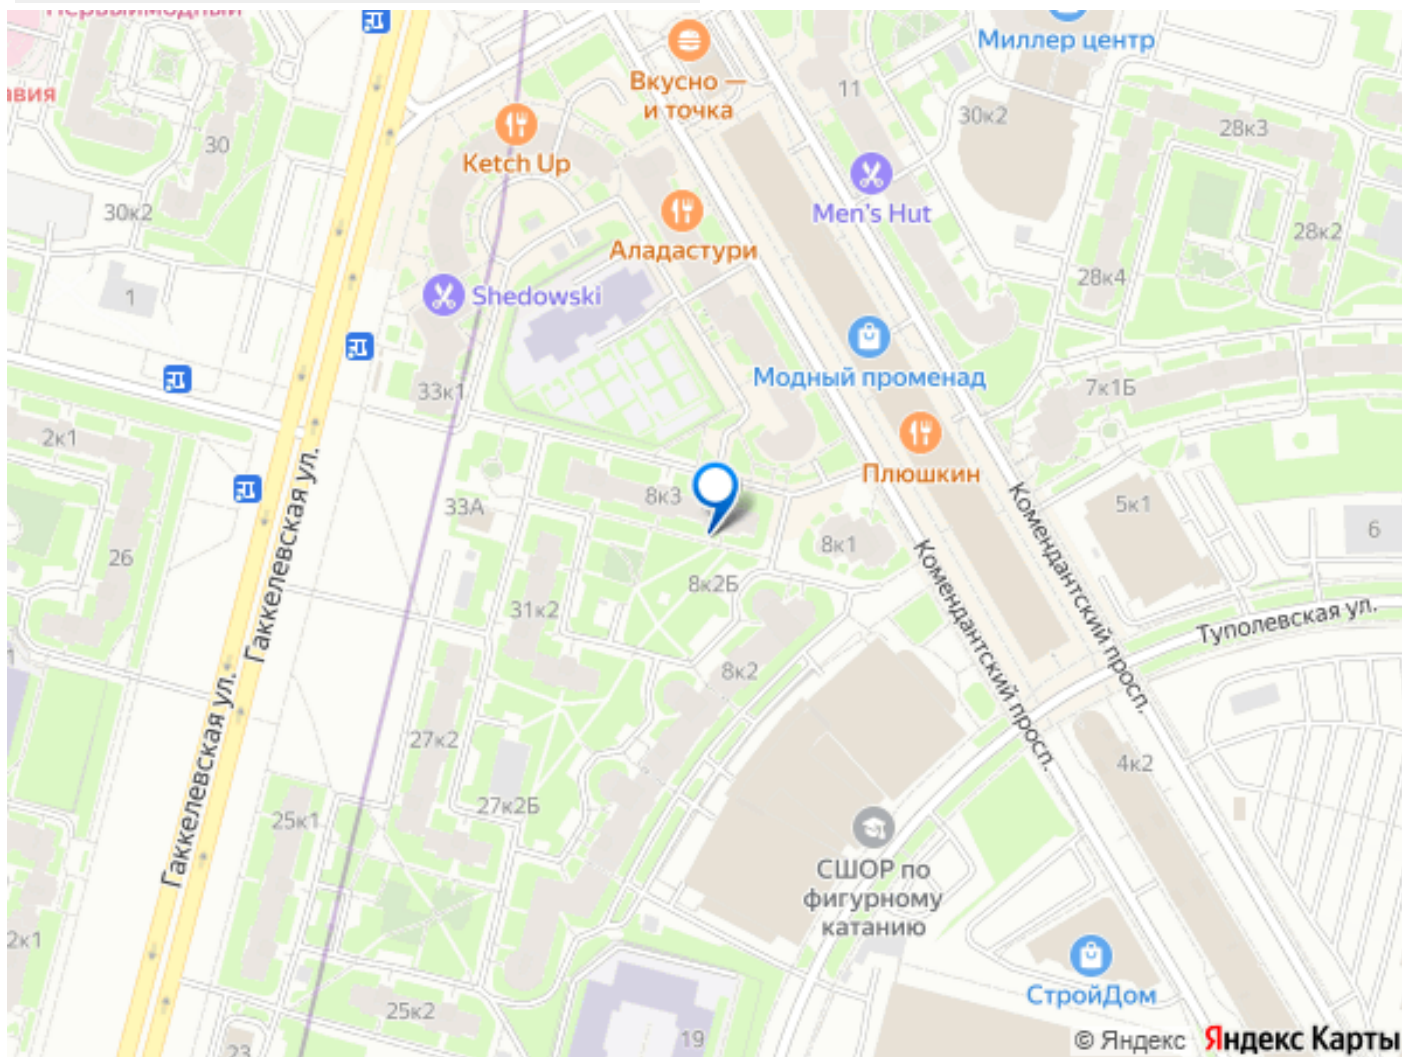 Вкусно —
и точка
Миллер центр
авия
11
30к2
28к3
30
Ketch Up
Men's Hut
30к2
Аладастури
28к2
1
Shedowski
28к4
Модный променад
33к1
7к1Б
2к1
Плюшкин
8к3
33А
5к1
Комендантский просп.
6
26
8к1
Гаккелевская ул.
8к2Б
31к2
Комендантский просп.
Туполевская ул.
1
8к2
27к2
Гаккелевская ул.
4к2
27к2Б
25к1
СШОР по
фигурному
катанию
2к1
СтройДом
25к2
19
23
© Яндекс Яндекс Карты